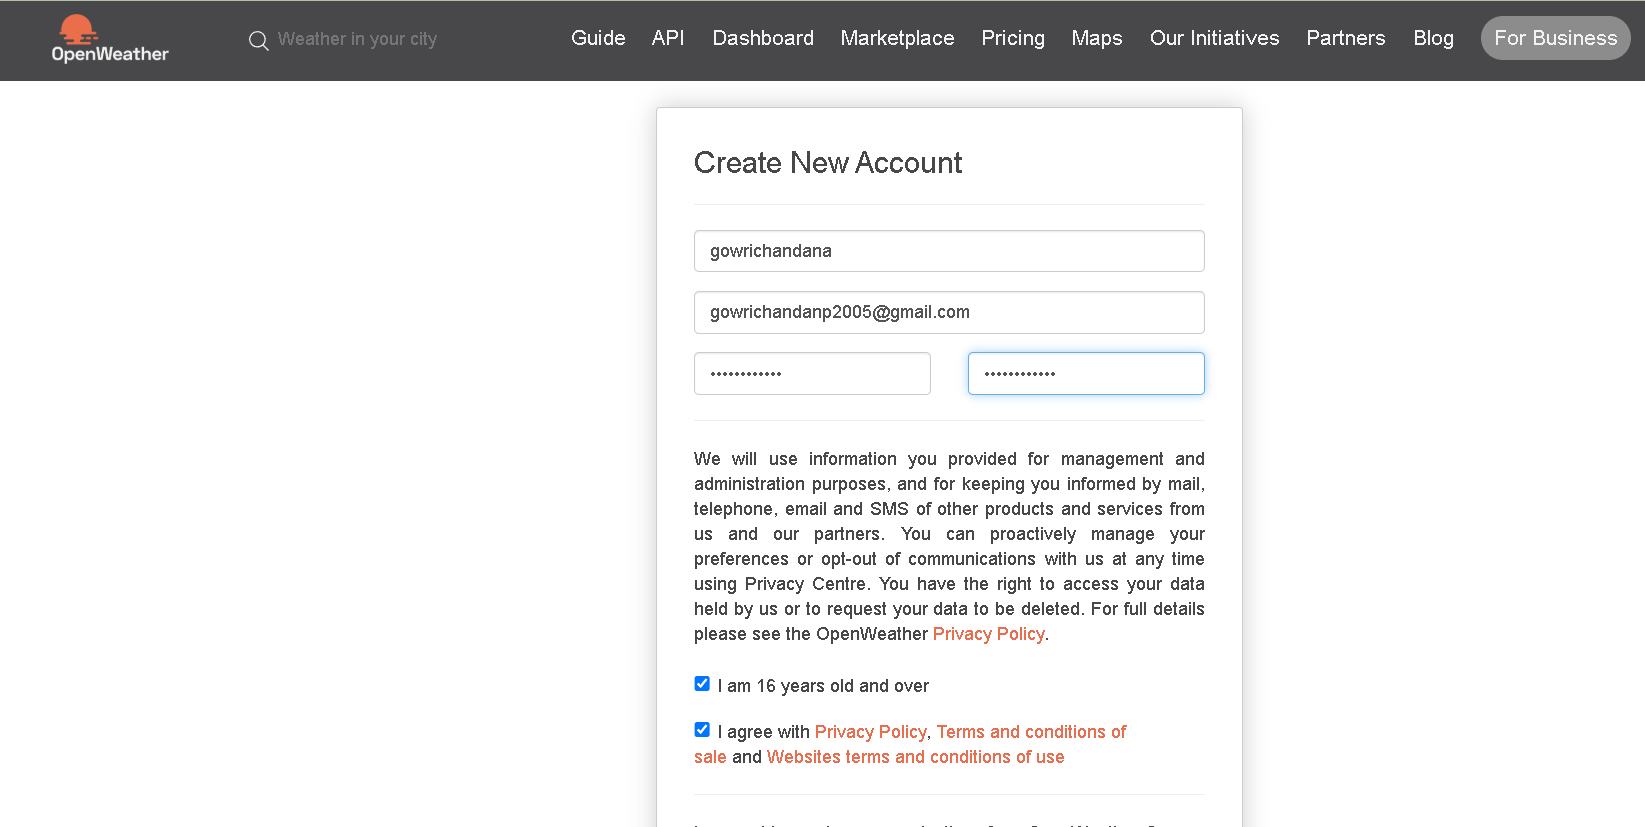 OpenWeather
Weather in your city
Guide API Dashboard Marketplace Pricing Maps Our Initiatives Partners Blog For Business
Create New Account
gowrichandana
gowrichandanp2005@gmail.com
•••••••••••• ••••••••••••
We will use information you provided for management and
administration purposes, and for keeping you informed by mail,
telephone, email and SMS of other products and services from
us and our partners. You can proactively manage your
preferences or opt-out of communications with us at any time
using Privacy Centre. You have the right to access your data
held by us or to request your data to be deleted. For full details
please see the OpenWeather Privacy Policy.
I am 16 years old and over
I agree with Privacy Policy, Terms and conditions of
sale and Websites terms and conditions of use